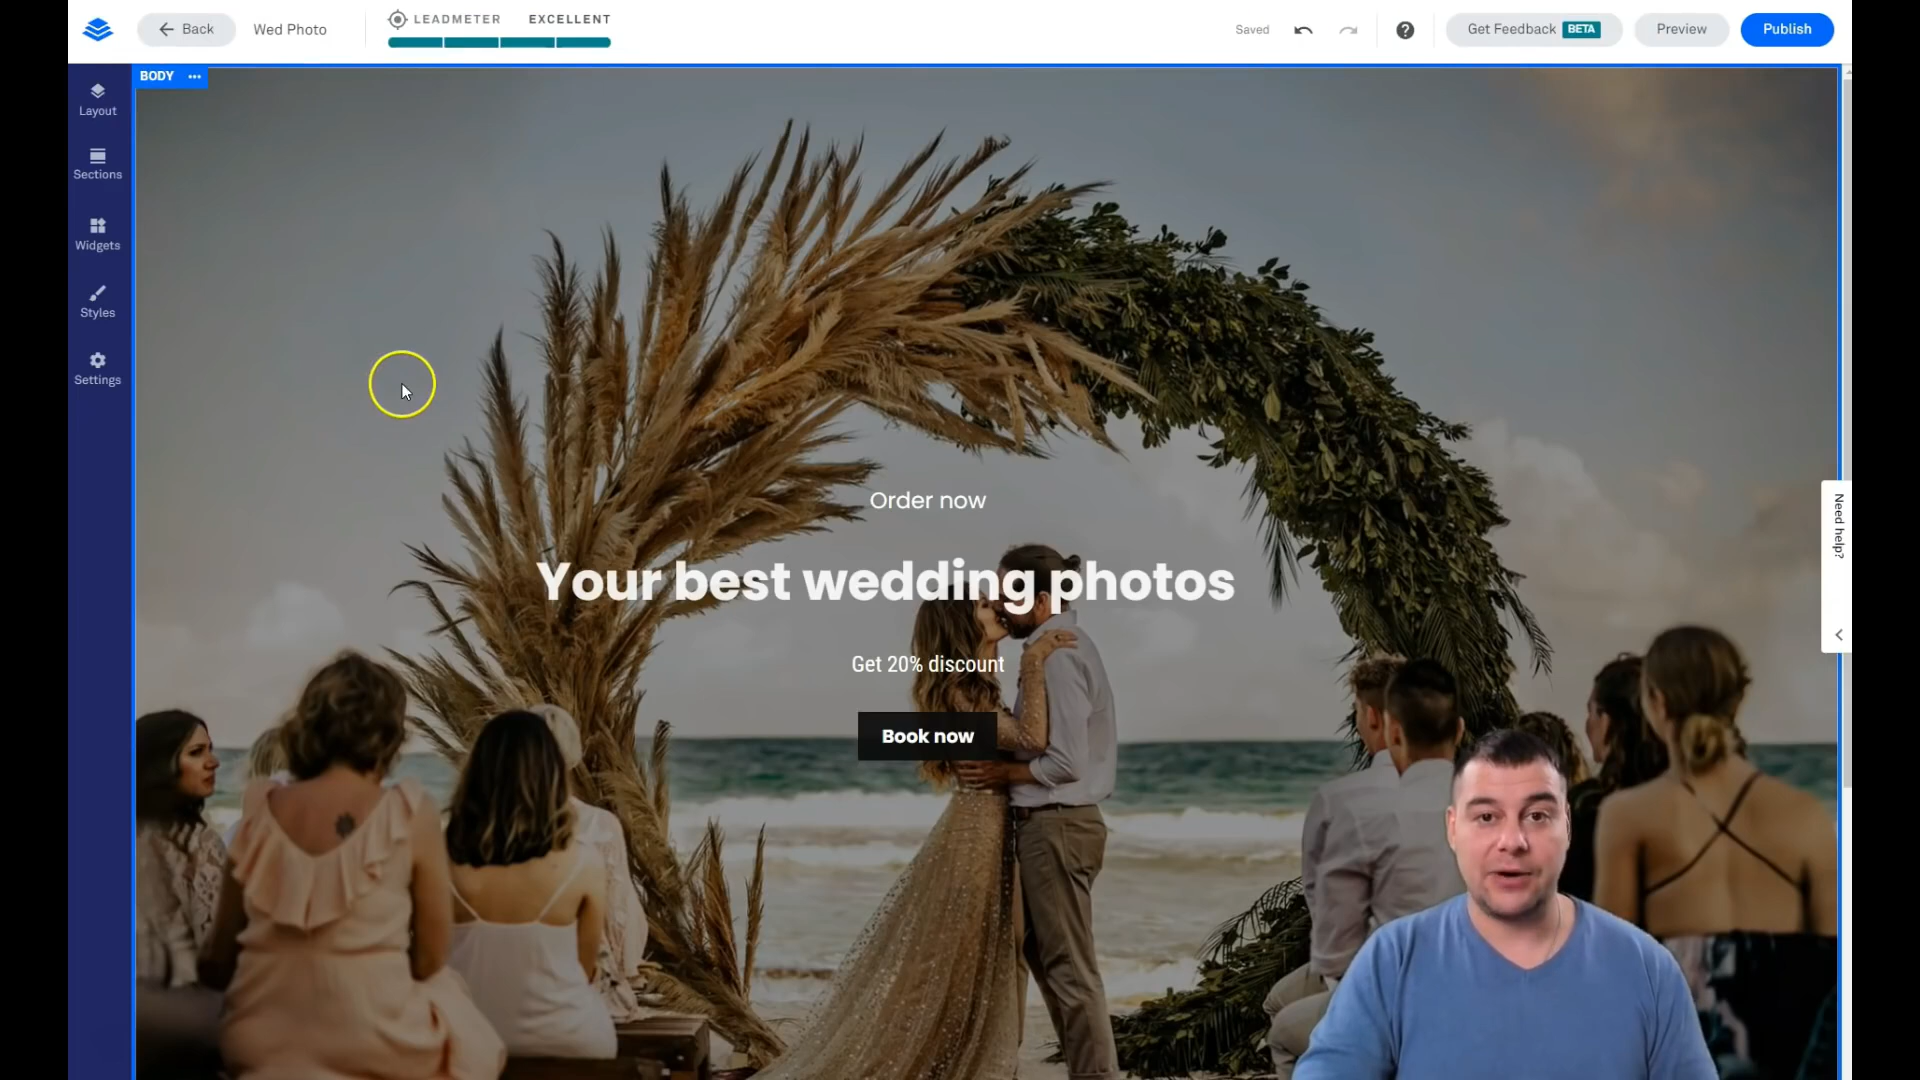 Back
Wed Photo
LEADMETER
EXCELLENT
Saved
Get Feedback BETA
Preview
Publish
BODY
Layout
Sections
Widgets
Styles
Settings
Order now
Your best wedding photos
Get 20% discount
Book now
Need help?